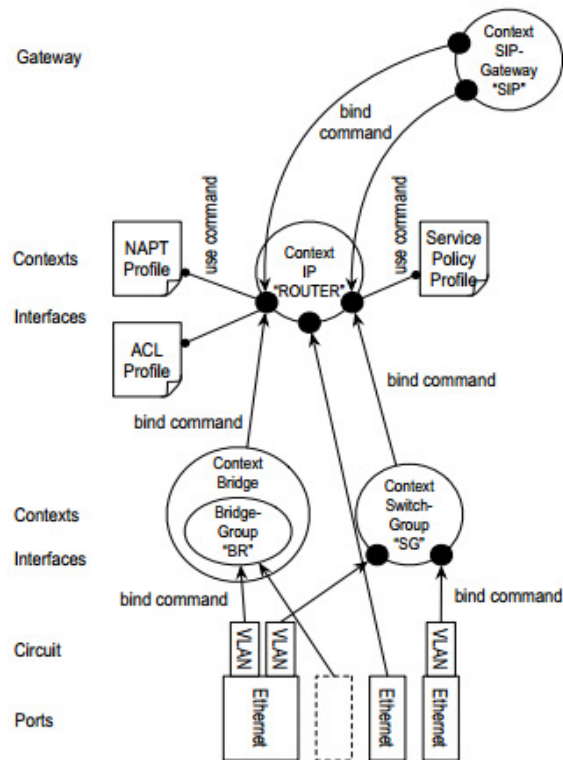 Gateway
Context
SIP-
Gateway
"SIP"
bind
command
use command
use command
NAPT
Profile
Contexts
Context
IP
"ROUTER"
Service
Policy
Profile
Interfaces
ACL
Profile
bind command
bind command
Context
Bridge
Context
Switch-
Group
"SG"
Contexts
Bridge-
Group
"BR"
Interfaces
bind command
bind command
Circuit
VLAN
VLAN
VLAN
Ports
Ethernet
Ethernet
Ethernet